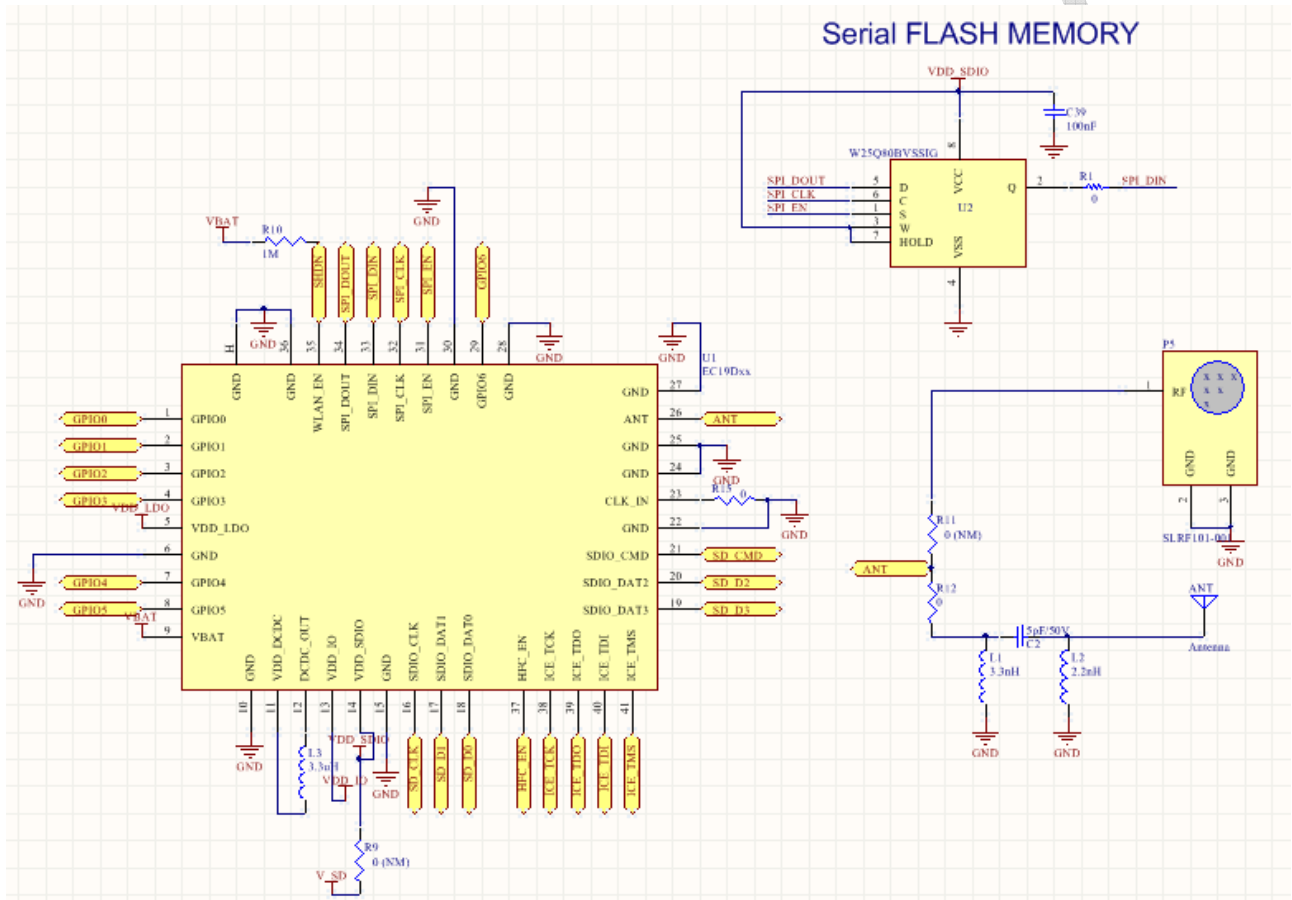 Serial FLASH MEMORY
VDD_SDIO
C39
100nF
W25Q80BVSSIG
SPI_DOUT 5 D
SPI_CLK 6 C
SPI_EN 1 S
3 W
7 HOLD
8 VCC
U2
VSS 4
Q 2
R1
0
SPI_DIN
GND
VBAT
R10
1M
SHDN
SPI_DOUT
SPI_DIN
SPI_CLK
SPI_EN
GPIO6
GND
GND
GND
H GND
36 GND
35 WLAN_EN
34 SPI_DOUT
33 SPI_DIN
32 SPI_CLK
31 SPI_EN
30 GND
29 GPIO6
28 GND
U1
EC19Dxx
GPIO0 1 GPIO0
GPIO1 2 GPIO1
GPIO2 3 GPIO2
GPIO3 4 GPIO3
VDD_LDO 5 VDD_LDO
6 GND
GND
GPIO4 7 GPIO4
GPIO5 8 GPIO5
VBAT 9 VBAT
GND 27
ANT 26 ANT
GND 25
GND 24
GND
CLK_IN 23 R15 0
GND 22
GND
SDIO_CMD 21 SD_CMD
SDIO_DAT2 20 SD_D2
SDIO_DAT3 19 SD_D3
GND 10
VDD_DCDC 11
DCDC_OUT 12
VDD_IO 13
VDD_SDIO 14
GND 15
SDIO_CLK 16
SDIO_DAT1 17
SDIO_DAT0 18
HFC_EN 37
ICE_TCK 38
ICE_TDO 39
ICE_TDI 40
ICE_TMS 41
GND
L3
3.3uH
VDD_SDIO
VDD_IO
GND
SD_CLK
SD_D1
SD_D0
HFC_EN
ICE_TCK
ICE_TDO
ICE_TDI
ICE_TMS
R9
0 (NM)
V_SD
P5
1 RF
x x x
x x
x
GND
GND
2
3
SLRF101-001
GND
R11
0 (NM)
ANT
R12
0
5pF/50V
C2
L1
3.3nH
L2
2.2nH
GND
GND
ANT
Antenna